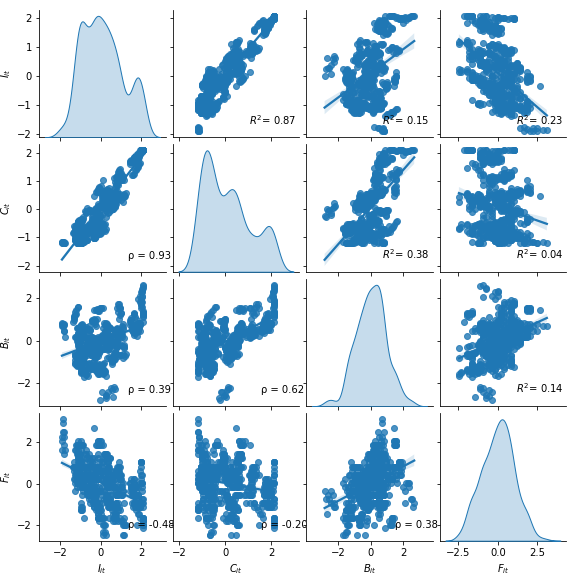 2
1
0
−1
−2
I_it
R² = 0.87
R² = 0.15
R² = 0.23
2
1
0
−1
−2
C_it
ρ = 0.93
R² = 0.38
R² = 0.04
2
0
−2
B_it
ρ = 0.39
ρ = 0.62
R² = 0.14
2
0
−2
F_it
ρ = -0.48
ρ = -0.20
ρ = 0.38
−2 0 2
−2 0 2
−2 0 2
−2.5 0.0 2.5
I_it C_it B_it F_it